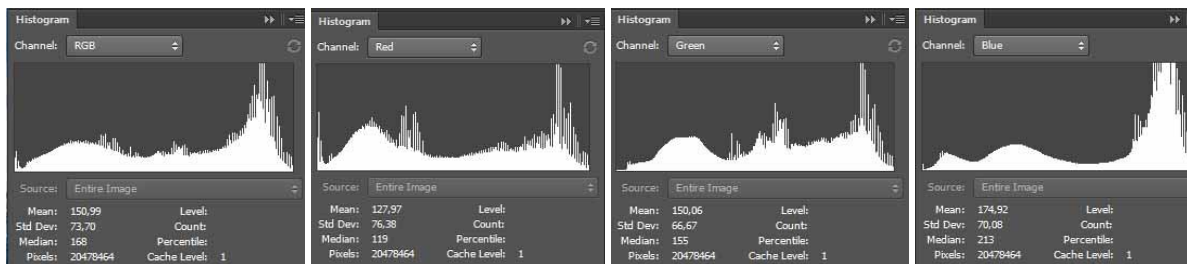 Histogram
Channel: RGB
Source: Entire Image
Mean: 150,99 Level:
Std Dev: 73,70 Count:
Median: 168 Percentile:
Pixels: 20478464 Cache Level: 1
Histogram
Channel: Red
Source: Entire Image
Mean: 127,97 Level:
Std Dev: 76,38 Count:
Median: 119 Percentile:
Pixels: 20478464 Cache Level: 1
Histogram
Channel: Green
Source: Entire Image
Mean: 150,06 Level:
Std Dev: 66,67 Count:
Median: 155 Percentile:
Pixels: 20478464 Cache Level: 1
Histogram
Channel: Blue
Source: Entire Image
Mean: 174,92 Level:
Std Dev: 70,08 Count:
Median: 213 Percentile:
Pixels: 20478464 Cache Level: 1